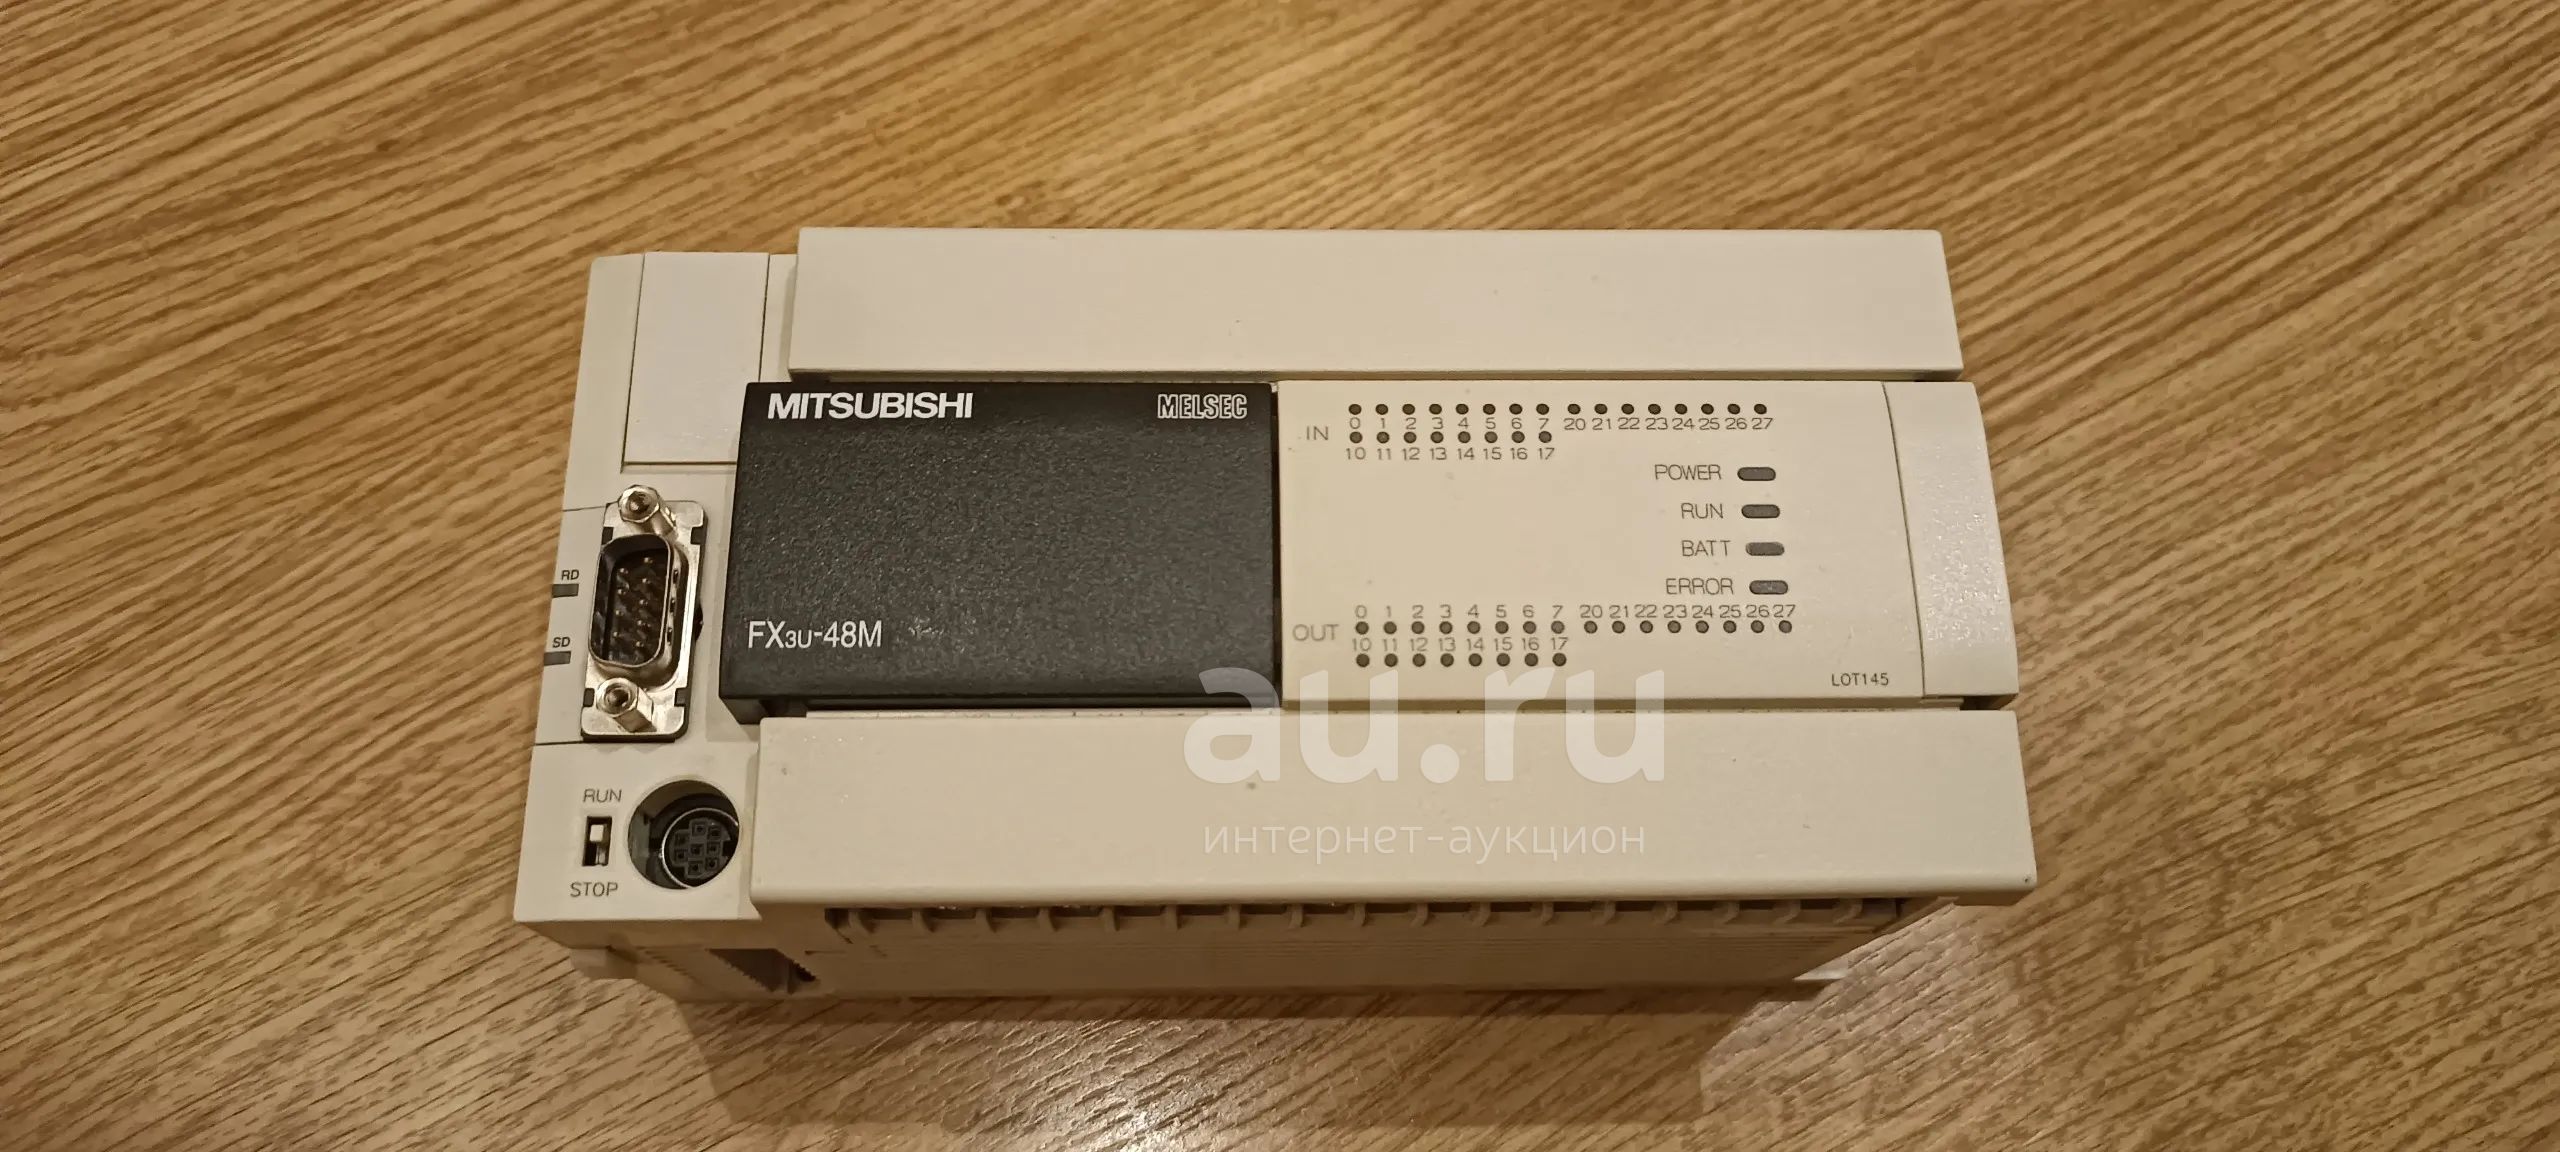 MITSUBISHI
MELSEC
FX3U-48M
IN
0 1 2 3 4 5 6 7 20 21 22 23 24 25 26 27
10 11 12 13 14 15 16 17
POWER
RUN
BATT
ERROR
OUT
0 1 2 3 4 5 6 7 20 21 22 23 24 25 26 27
10 11 12 13 14 15 16 17
LOT145
RD
SD
RUN
STOP
au.ru
интернет-аукцион